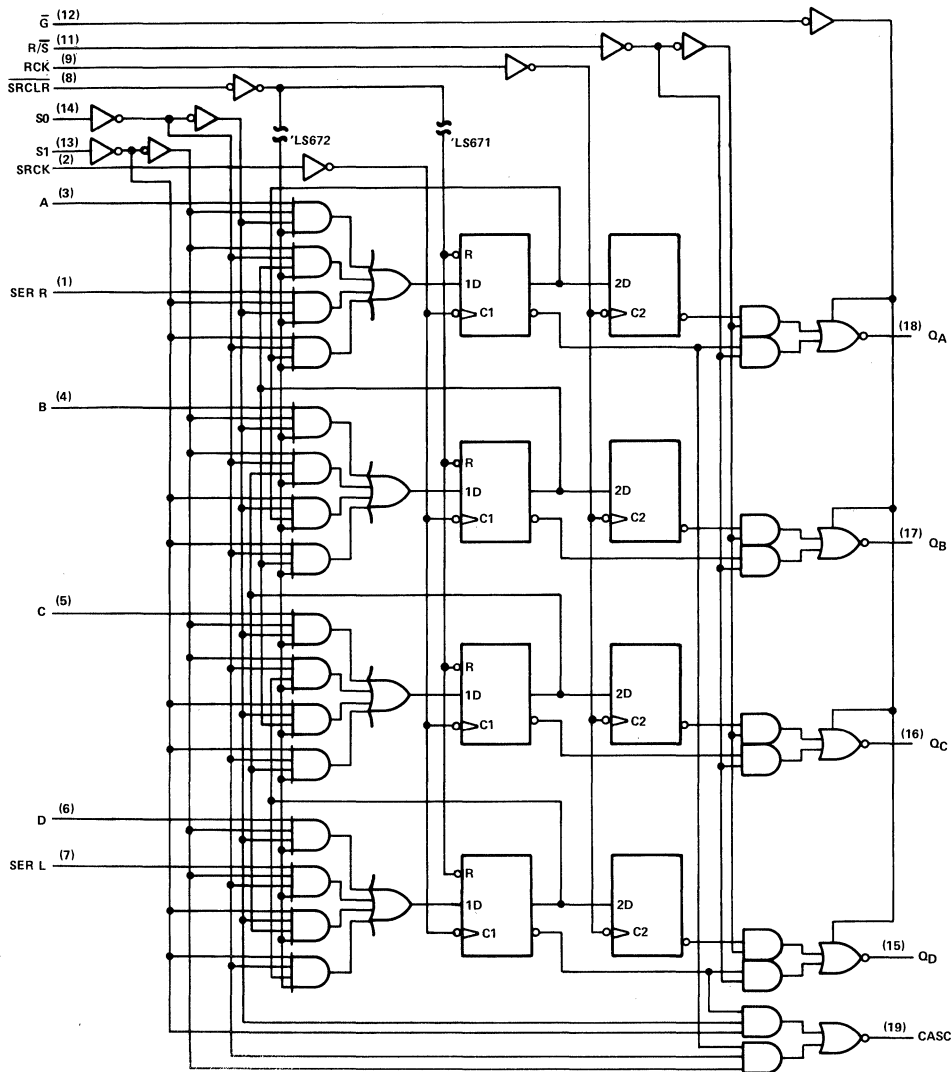 G̅ (12)
R/S̅ (11)
RCK (9)
S̅R̅C̅L̅R̅ (8)
S0 (14)
S1 (13)
SRCK (2)
'LS672
'LS671
A (3)
R
1D
2D
SER R (1)
C1
C2
(18) QA
B (4)
R
1D
2D
C1
C2
(17) QB
C (5)
R
1D
2D
C1
C2
(16) QC
D (6)
SER L (7)
R
1D
2D
C1
C2
(15) QD
(19) CASC